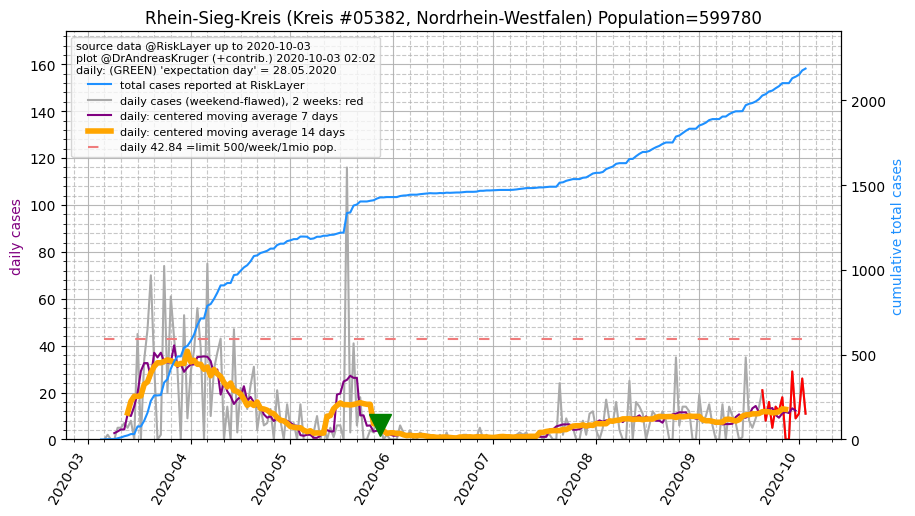 Rhein-Sieg-Kreis (Kreis #05382, Nordrhein-Westfalen) Population=599780
source data @RiskLayer up to 2020-10-03
plot @DrAndreasKruger (+contrib.) 2020-10-03 02:02
daily: (GREEN) 'expectation day' = 28.05.2020
total cases reported at RiskLayer
daily cases (weekend-flawed), 2 weeks: red
daily: centered moving average 7 days
daily: centered moving average 14 days
daily 42.84 =limit 500/week/1mio pop.
daily cases
160
140
120
100
80
60
40
20
0
cumulative total cases
2000
1500
1000
500
0
2020-03
2020-04
2020-05
2020-06
2020-07
2020-08
2020-09
2020-10